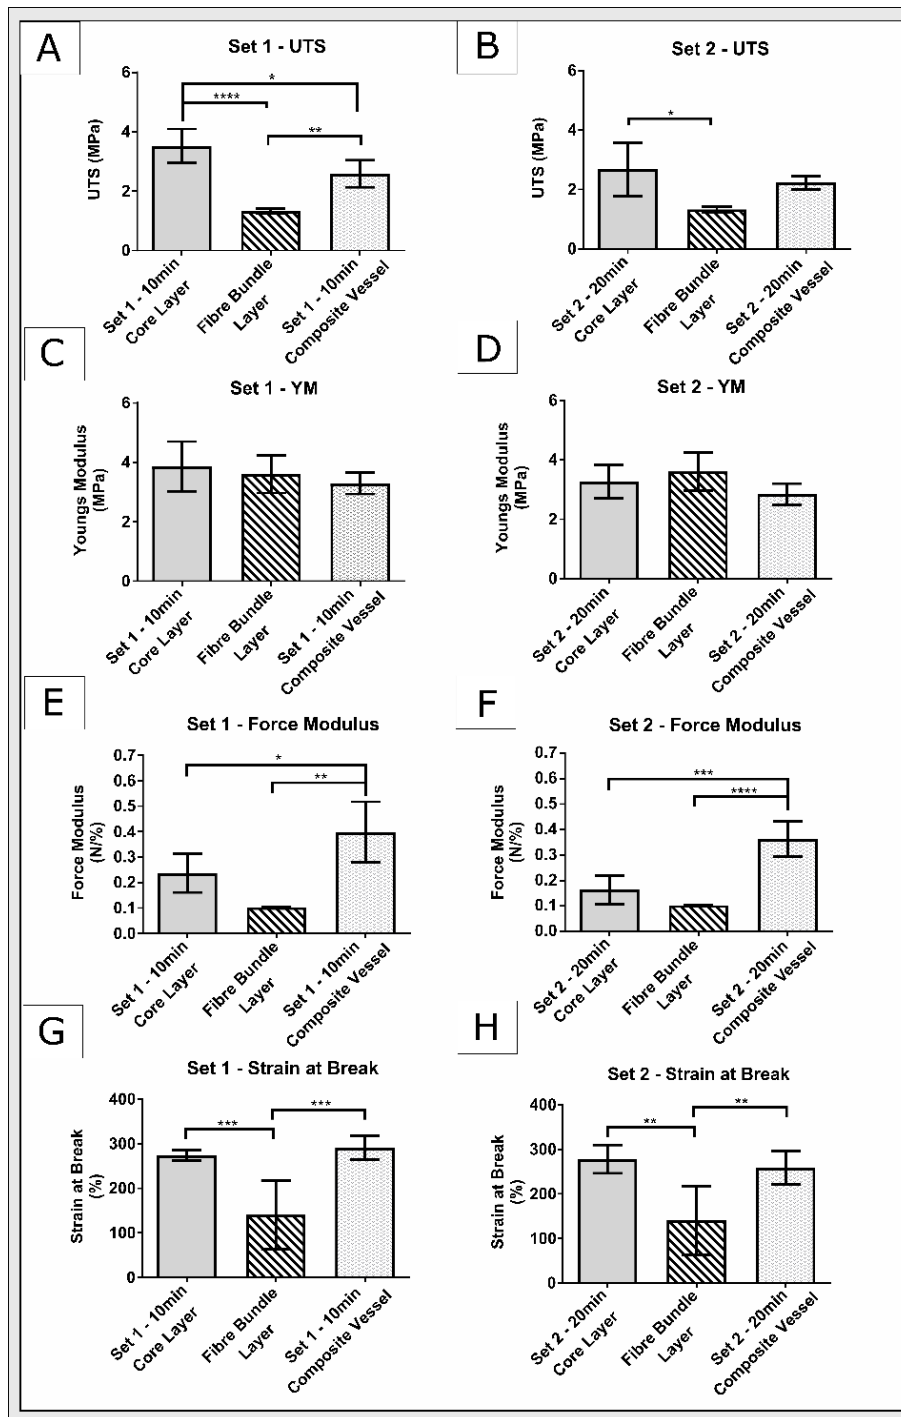 A
Set 1 - UTS
UTS (MPa)
6
4
2
0
*
****
**
Set 1 - 10min
Core Layer
Fibre Bundle
Layer
Set 1 - 10min
Composite Vessel
B
Set 2 - UTS
UTS (MPa)
6
4
2
0
*
Set 2 - 20min
Core Layer
Fibre Bundle
Layer
Set 2 - 20min
Composite Vessel
C
Set 1 - YM
Youngs Modulus
(MPa)
6
4
2
0
Set 1 - 10min
Core Layer
Fibre Bundle
Layer
Set 1 - 10min
Composite Vessel
D
Set 2 - YM
Youngs Modulus
(MPa)
6
4
2
0
Set 2 - 20min
Core Layer
Fibre Bundle
Layer
Set 2 - 20min
Composite Vessel
E
Set 1 - Force Modulus
Force Modulus
(N/%)
0.7
0.6
0.5
0.4
0.3
0.2
0.1
0.0
*
**
Set 1 - 10min
Core Layer
Fibre Bundle
Layer
Set 1 - 10min
Composite Vessel
F
Set 2 - Force Modulus
Force Modulus
(N/%)
0.7
0.6
0.5
0.4
0.3
0.2
0.1
0.0
***
****
Set 2 - 20min
Core Layer
Fibre Bundle
Layer
Set 2 - 20min
Composite Vessel
G
Set 1 - Strain at Break
Strain at Break
(%)
400
300
200
100
0
***
***
Set 1 - 10min
Core Layer
Fibre Bundle
Layer
Set 1 - 10min
Composite Vessel
H
Set 2 - Strain at Break
Strain at Break
(%)
400
300
200
100
0
**
**
Set 2 - 20min
Core Layer
Fibre Bundle
Layer
Set 2 - 20min
Composite Vessel